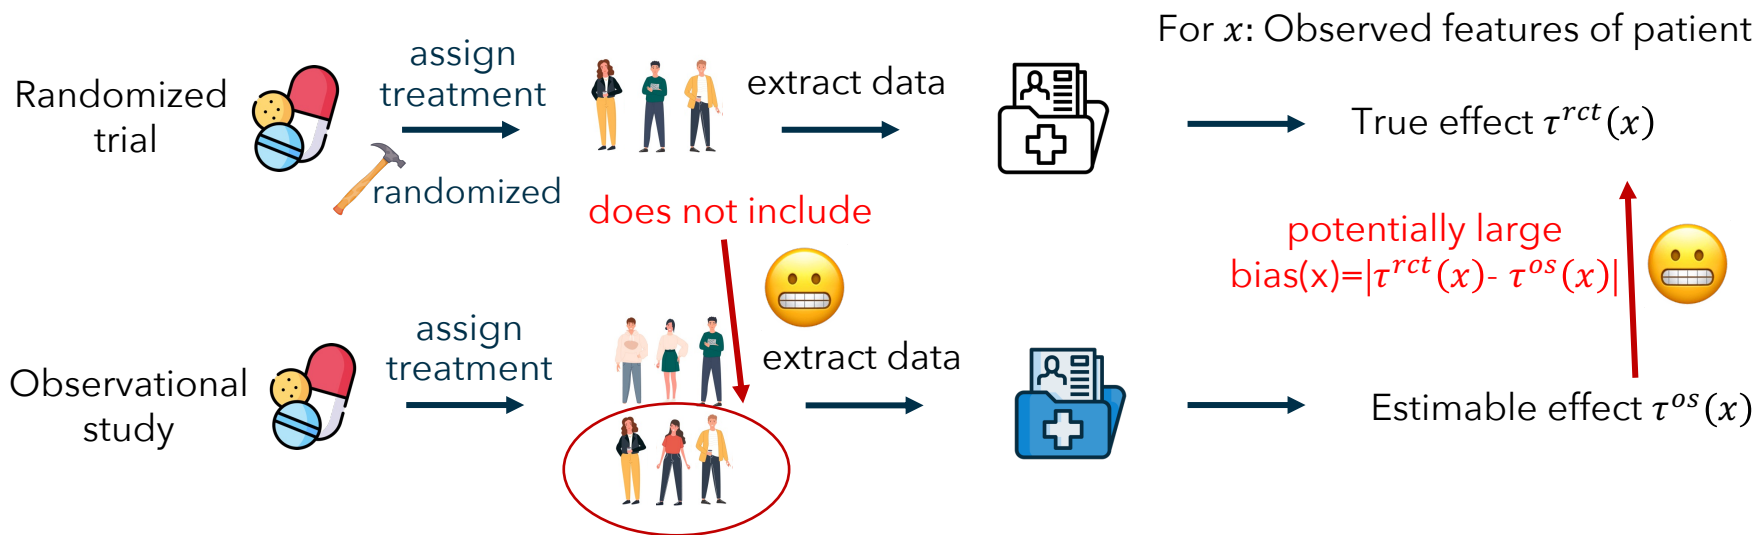 For x: Observed features of patient
Randomized
trial
assign
treatment
randomized
extract data
True effect τ^rct(x)
does not include
potentially large
bias(x)=|τ^rct(x)- τ^os(x)|
Observational
study
assign
treatment
extract data
Estimable effect τ^os(x)